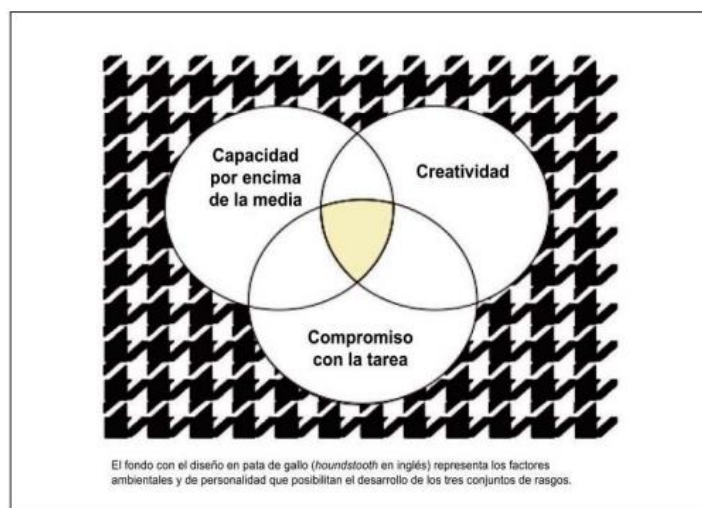 Capacidad
por encima
de la media
Creatividad
Compromiso
con la tarea
El fondo con el diseño en pata de gallo (houndstooth en inglés) representa los factores
ambientales y de personalidad que posibilitan el desarrollo de los tres conjuntos de rasgos.